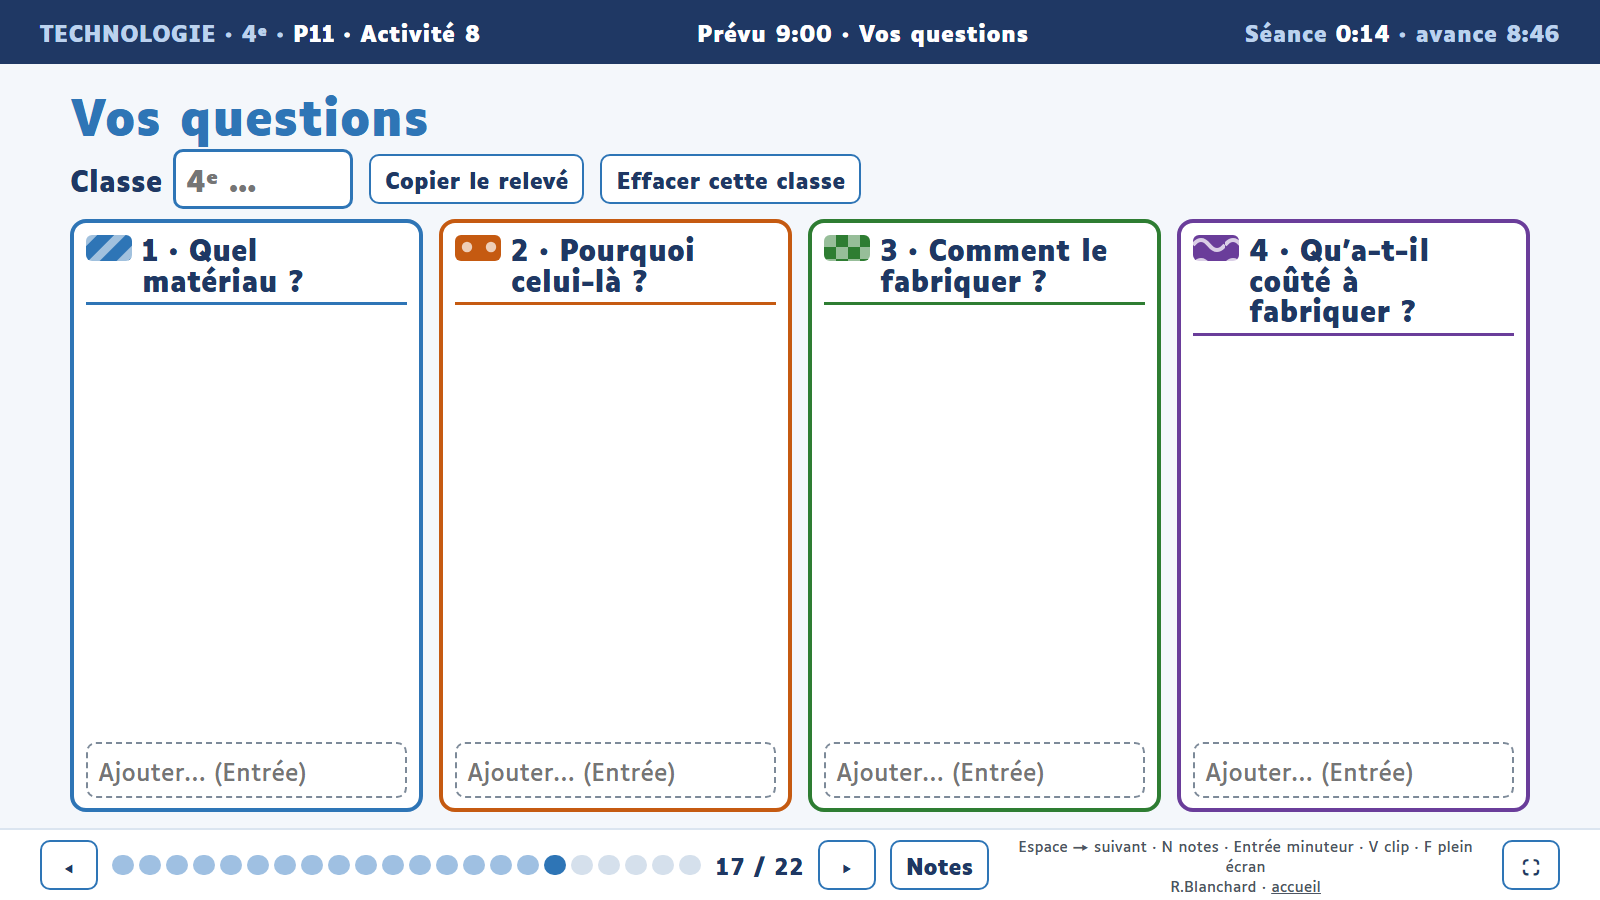 TECHNOLOGIE · 4ᵉ · P11 · Activité 8
Prévu 9:00 · Vos questions
Séance 0:14 · avance 8:46
Vos questions
Classe
4ᵉ …
Copier le relevé
Effacer cette classe
1 · Quel
matériau ?
Ajouter… (Entrée)
2 · Pourquoi
celui-là ?
Ajouter… (Entrée)
3 · Comment le
fabriquer ?
Ajouter… (Entrée)
4 · Qu’a-t-il
coûté à
fabriquer ?
Ajouter… (Entrée)
17 / 22
Notes
Espace → suivant · N notes · Entrée minuteur · V clip · F plein
écran
R.Blanchard · accueil